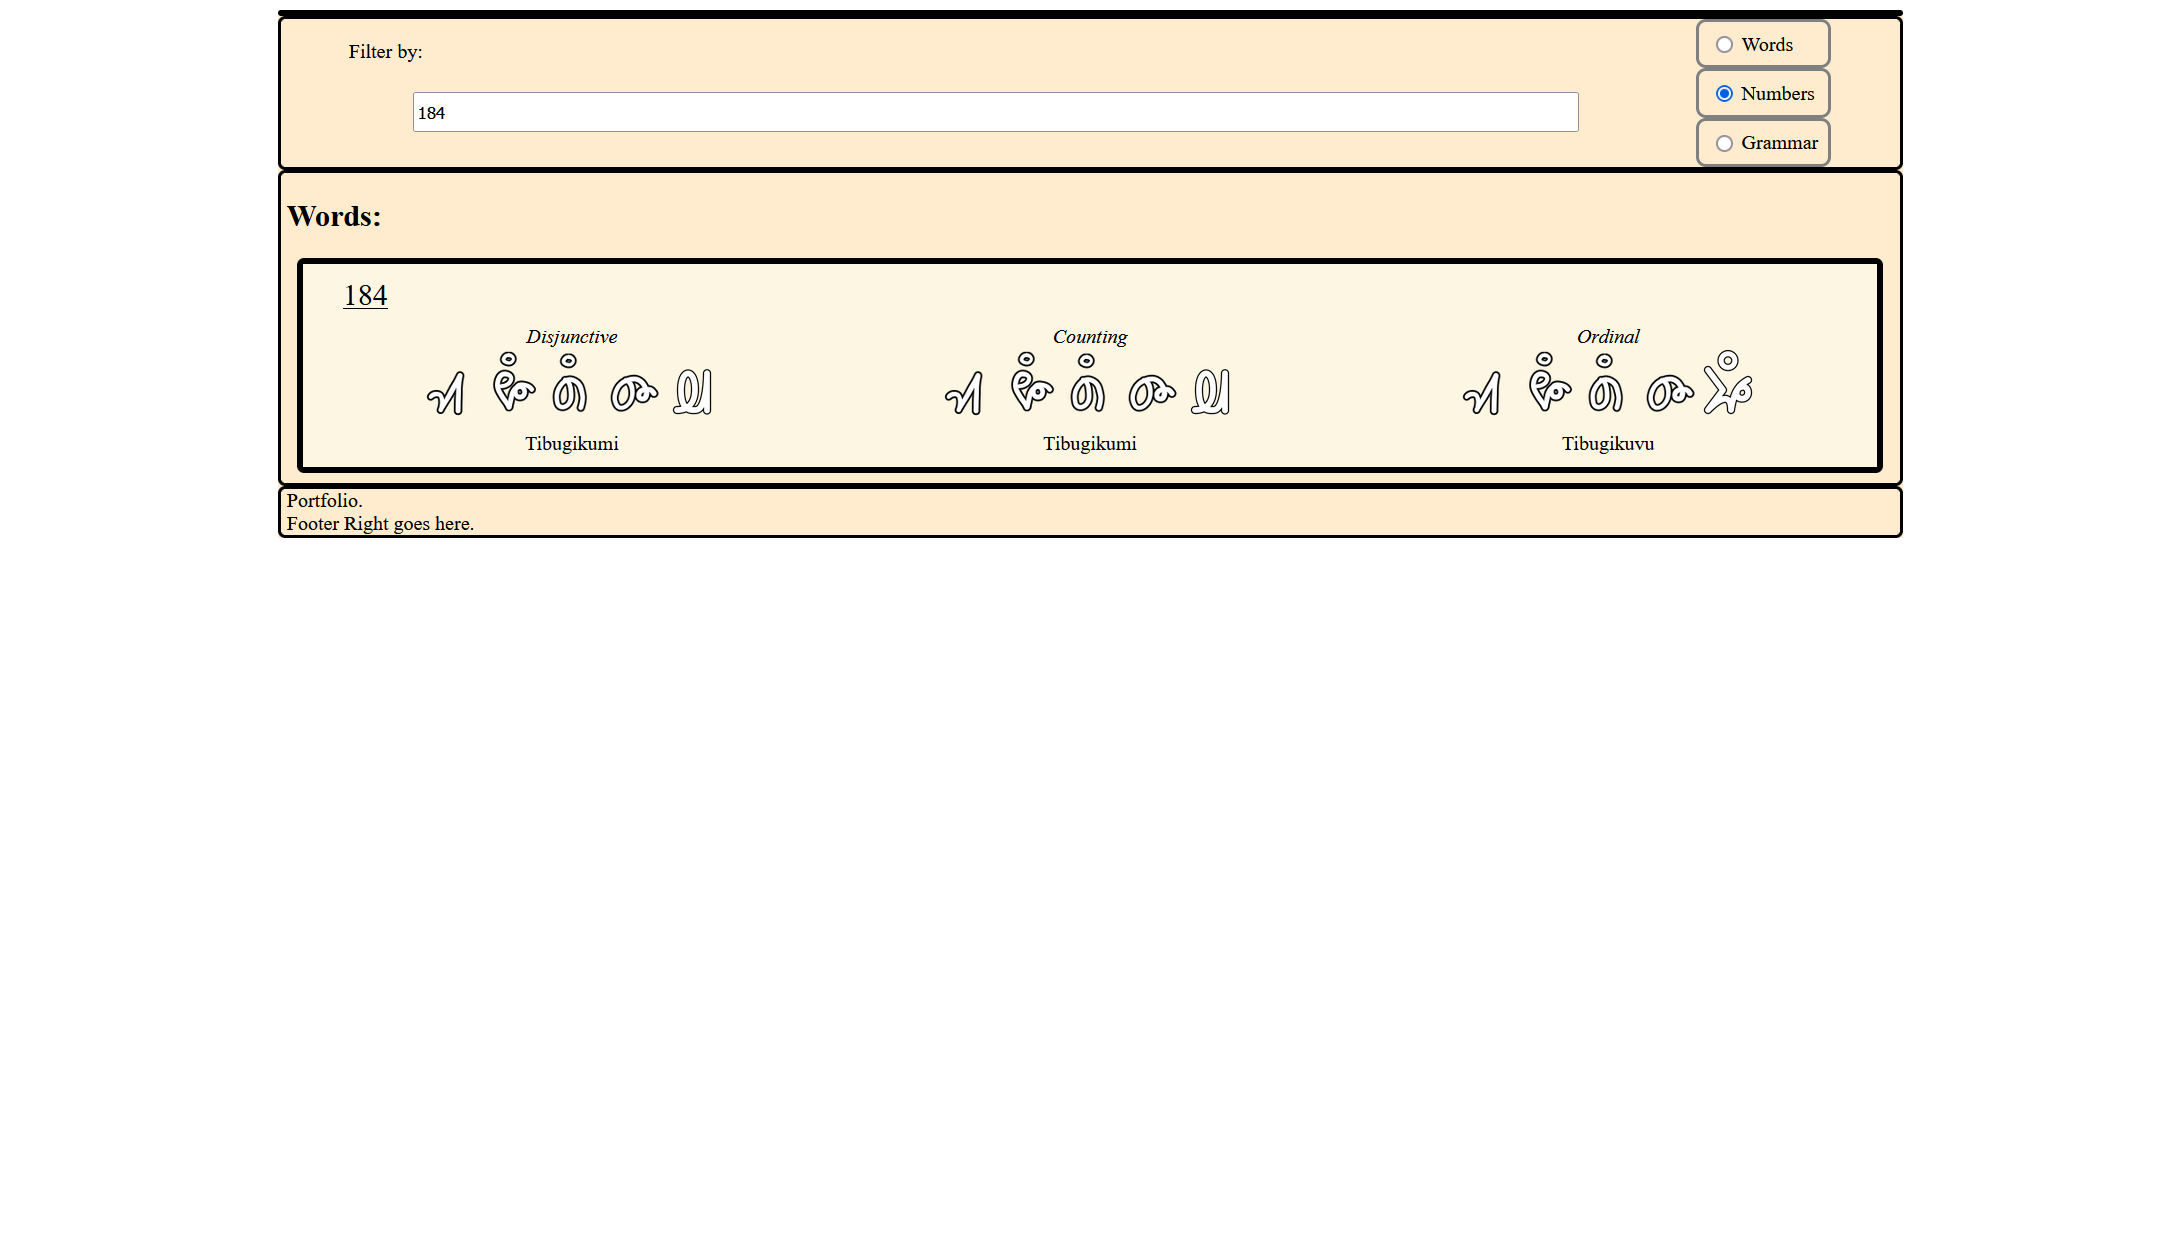 Filter by:
Words
184
Numbers
Grammar
Words:
184
Disjunctive Counting Ordinal
Tibugikumi Tibugikumi Tibugikuvu
Portfolio.
Footer Right goes here.